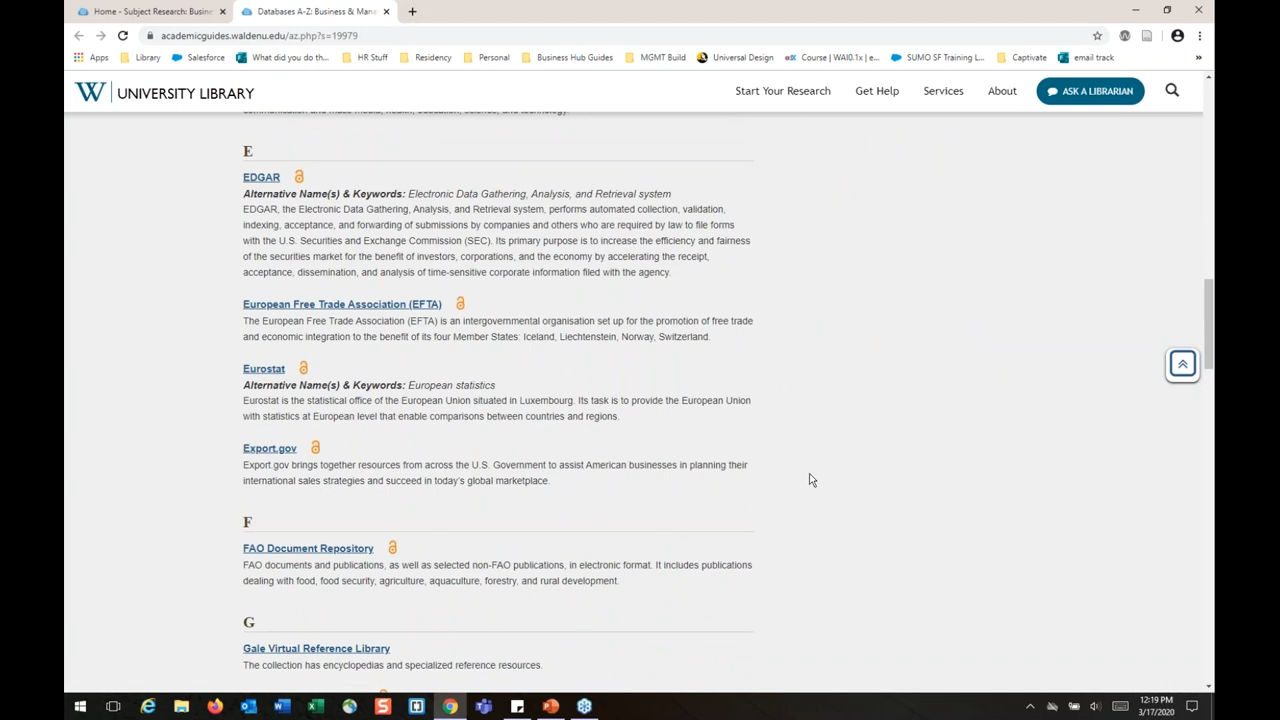 Home - Subject Research: Busine
Databases A-Z: Business & Mana
academicguides.waldenu.edu/az.php?s=19979
Apps Library Salesforce What did you do th... HR Stuff Residency Personal Business Hub Guides MGMT Build Universal Design Course | WAI0.1x | e... SUMO SF Training L... Captivate email track »
W UNIVERSITY LIBRARY
Start Your Research Get Help Services About ASK A LIBRARIAN
communication and mass media, health, education, science, and technology.
E
EDGAR
Alternative Name(s) & Keywords: Electronic Data Gathering, Analysis, and Retrieval system
EDGAR, the Electronic Data Gathering, Analysis, and Retrieval system, performs automated collection, validation,
indexing, acceptance, and forwarding of submissions by companies and others who are required by law to file forms
with the U.S. Securities and Exchange Commission (SEC). Its primary purpose is to increase the efficiency and fairness
of the securities market for the benefit of investors, corporations, and the economy by accelerating the receipt,
acceptance, dissemination, and analysis of time-sensitive corporate information filed with the agency.
European Free Trade Association (EFTA)
The European Free Trade Association (EFTA) is an intergovernmental organisation set up for the promotion of free trade
and economic integration to the benefit of its four Member States: Iceland, Liechtenstein, Norway, Switzerland.
Eurostat
Alternative Name(s) & Keywords: European statistics
Eurostat is the statistical office of the European Union situated in Luxembourg. Its task is to provide the European Union
with statistics at European level that enable comparisons between countries and regions.
Export.gov
Export.gov brings together resources from across the U.S. Government to assist American businesses in planning their
international sales strategies and succeed in today's global marketplace.
F
FAO Document Repository
FAO documents and publications, as well as selected non-FAO publications, in electronic format. It includes publications
dealing with food, food security, agriculture, aquaculture, forestry, and rural development.
G
Gale Virtual Reference Library
The collection has encyclopedias and specialized reference resources.
12:19 PM
3/17/2020